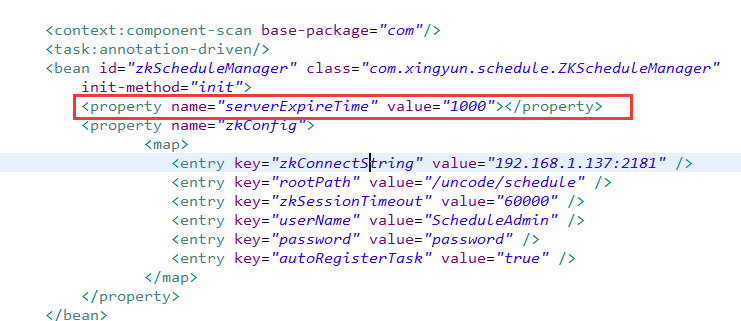 <context:component-scan base-package="com"/>
<task:annotation-driven/>
<bean id="zkScheduleManager" class="com.xingyun.schedule.ZKScheduleManager"
init-method="init">
<property name="serverExpireTime" value="1000"></property>
<property name="zkConfig">
<map>
<entry key="zkConnectString" value="192.168.1.137:2181" />
<entry key="rootPath" value="/uncode/schedule" />
<entry key="zkSessionTimeout" value="60000" />
<entry key="userName" value="ScheduleAdmin" />
<entry key="password" value="password" />
<entry key="autoRegisterTask" value="true" />
</map>
</property>
</bean>